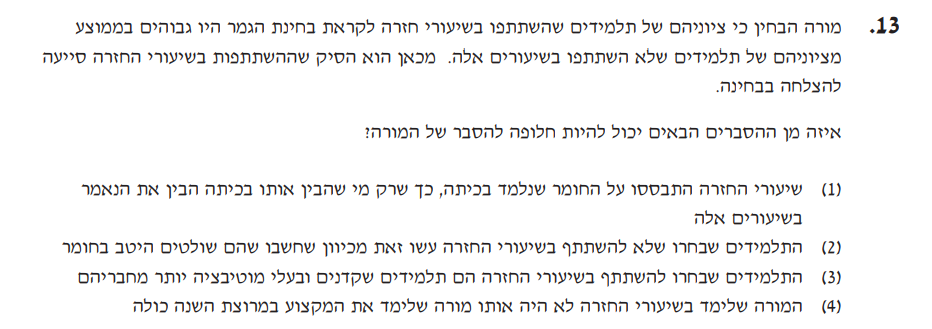 13. מורה הבחין כי ציוניהם של תלמידים שהשתתפו בשיעורי חזרה לקראת בחינת הגמר היו גבוהים בממוצע
מציוניהם של תלמידים שלא השתתפו בשיעורים אלה. מכאן הוא הסיק שההשתתפות בשיעורי החזרה סייעה
להצלחה בבחינה.
איזה מן ההסברים הבאים יכול להיות חלופה להסבר של המורה?
(1) שיעורי החזרה התבססו על החומר שנלמד בכיתה, כך שרק מי שהבין אותו בכיתה הבין את הנאמר
בשיעורים אלה
(2) התלמידים שבחרו שלא להשתתף בשיעורי החזרה עשו זאת מכיוון שחשבו שהם שולטים היטב בחומר
(3) התלמידים שבחרו להשתתף בשיעורי החזרה הם תלמידים שקדנים ובעלי מוטיבציה יותר מחבריהם
(4) המורה שלימד בשיעורי החזרה לא היה אותו מורה שלימד את המקצוע במרוצת השנה כולה